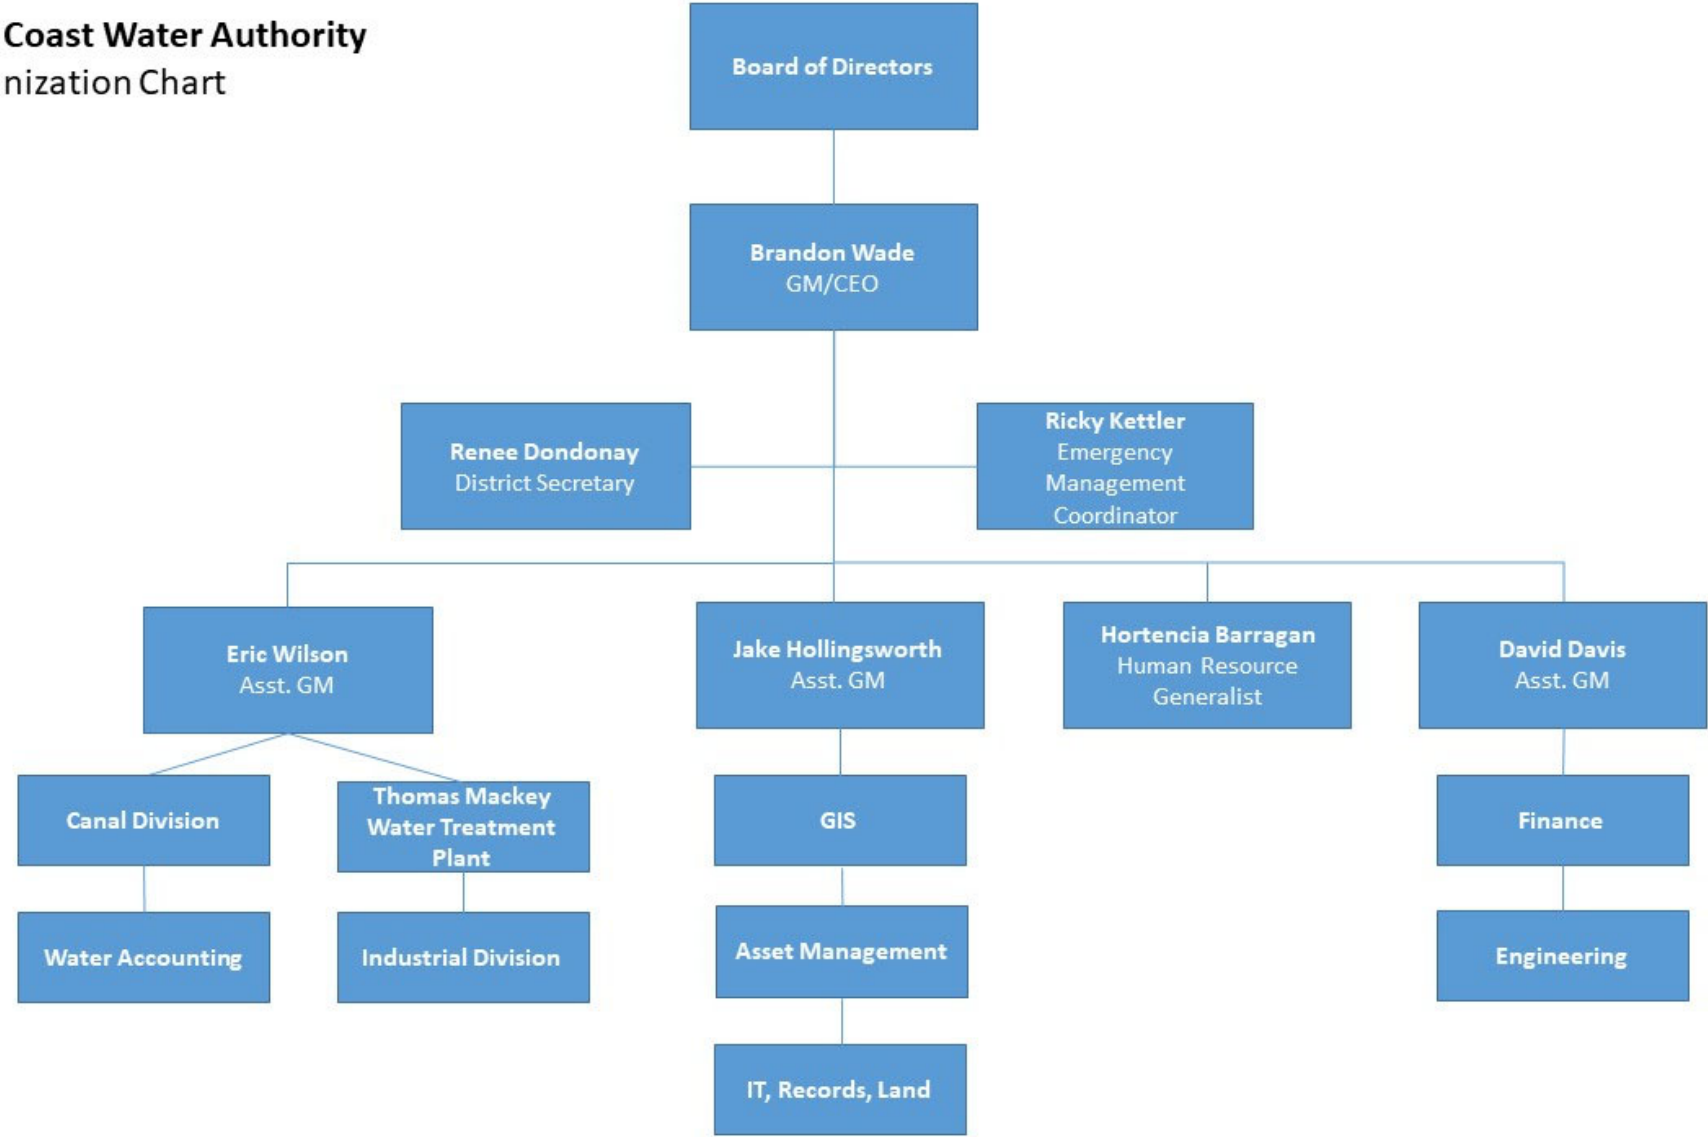 Coast Water Authority
nization Chart
Board of Directors
Brandon Wade
GM/CEO
Renee Dondonay
District Secretary
Ricky Kettler
Emergency
Management
Coordinator
Eric Wilson
Asst. GM
Jake Hollingsworth
Asst. GM
Hortencia Barragan
Human Resource
Generalist
David Davis
Asst. GM
Canal Division
Thomas Mackey
Water Treatment
Plant
GIS
Finance
Water Accounting
Industrial Division
Asset Management
Engineering
IT, Records, Land